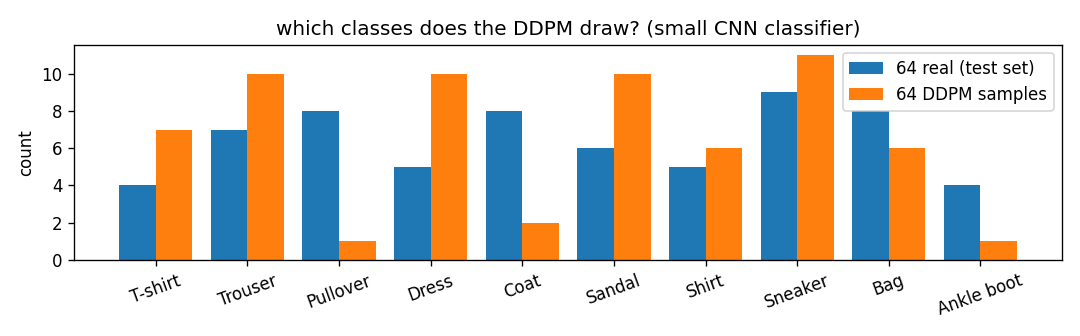 which classes does the DDPM draw? (small CNN classifier)
64 real (test set)
64 DDPM samples
count
10
8
6
4
2
0
T-shirt
Trouser
Pullover
Dress
Coat
Sandal
Shirt
Sneaker
Bag
Ankle boot